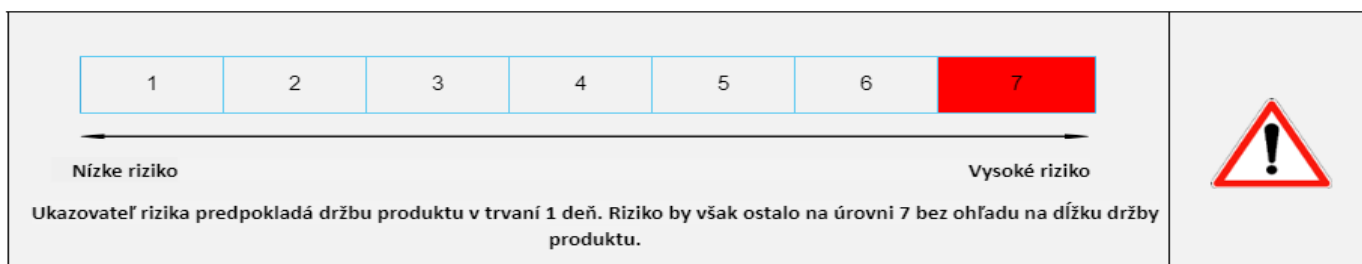 1 2 3 4 5 6 7
Nízke riziko Vysoké riziko
Ukazovateľ rizika predpokladá držbu produktu v trvaní 1 deň. Riziko by však ostalo na úrovni 7 bez ohľadu na dĺžku držby
produktu.